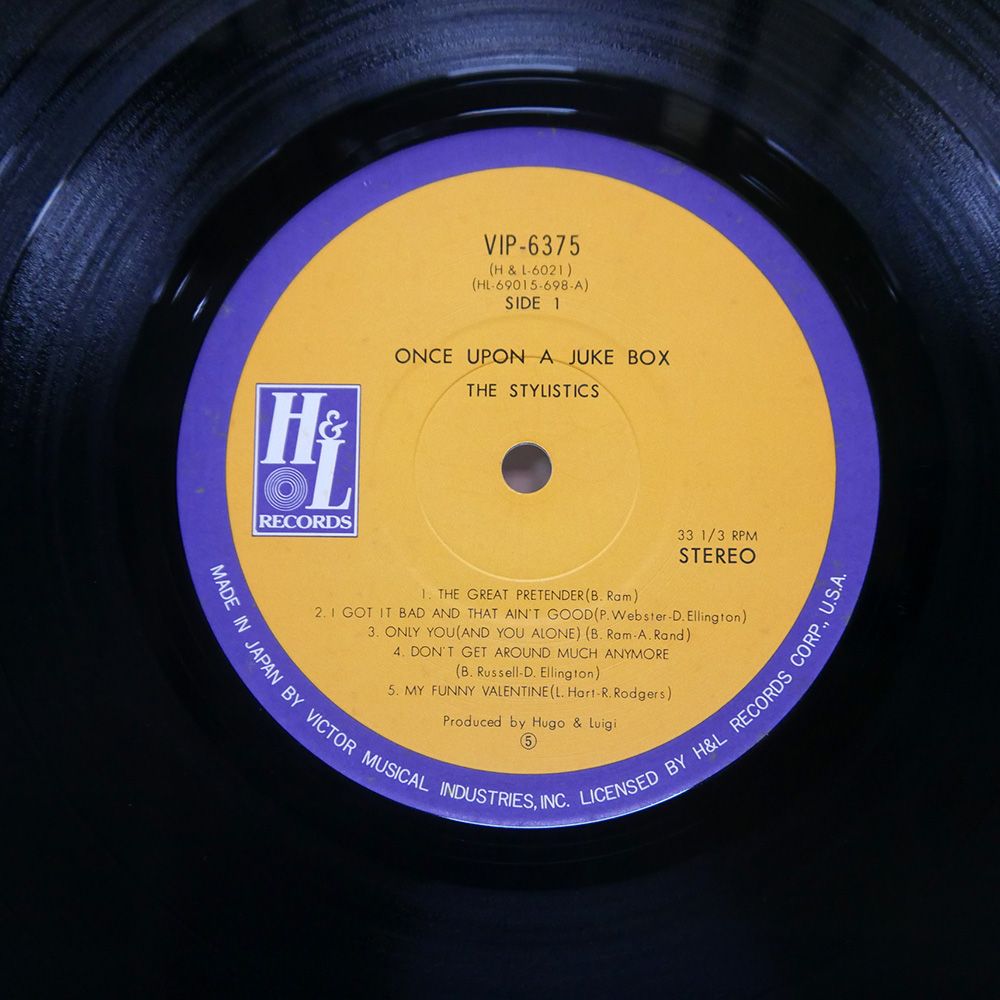 VIP-6375
(H & L-6021)
(HL-69015-698-A)
SIDE 1
ONCE UPON A JUKE BOX
THE STYLISTICS
H&L
RECORDS
33 1/3 RPM
STEREO
1. THE GREAT PRETENDER(B. Ram)
2. I GOT IT BAD AND THAT AIN'T GOOD(P. Webster-D. Ellington)
3. ONLY YOU(AND YOU ALONE) (B. Ram-A. Rand)
4. DON'T GET AROUND MUCH ANYMORE
(B. Russell-D. Ellington)
5. MY FUNNY VALENTINE(L. Hart-R. Rodgers)
Produced by Hugo & Luigi
⑤
MADE IN JAPAN BY VICTOR MUSICAL INDUSTRIES, INC. LICENSED BY H&L RECORDS CORP., U.S.A.